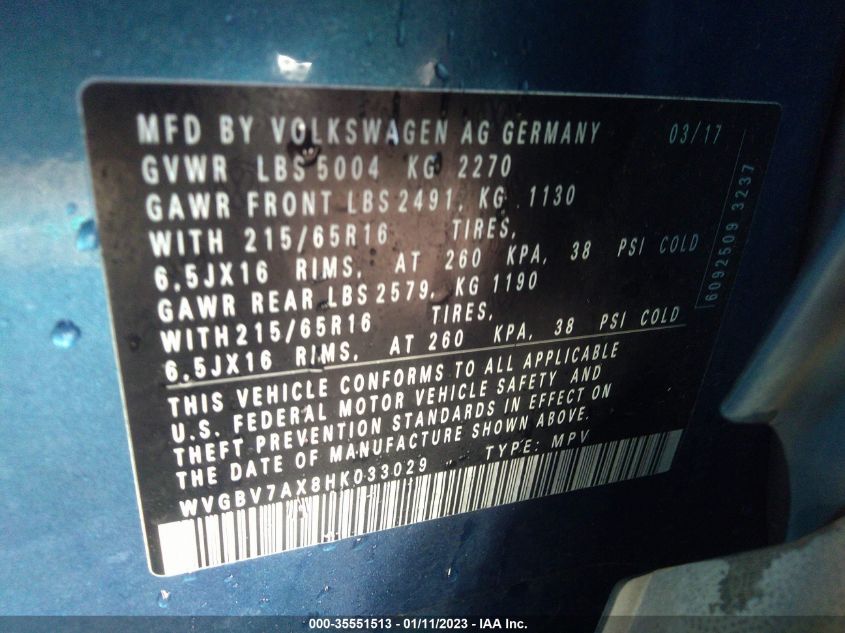 MFD BY VOLKSWAGEN AG GERMANY 03/17
GVWR LBS 5004 KG 2270
GAWR FRONT LBS 2491, KG 1130
WITH 215/65R16 TIRES,
6.5JX16 RIMS, AT 260 KPA, 38 PSI COLD
GAWR REAR LBS 2579, KG 1190
WITH 215/65R16 TIRES,
6.5JX16 RIMS, AT 260 KPA, 38 PSI COLD
THIS VEHICLE CONFORMS TO ALL APPLICABLE
U.S. FEDERAL MOTOR VEHICLE SAFETY AND
THEFT PREVENTION STANDARDS IN EFFECT ON
THE DATE OF MANUFACTURE SHOWN ABOVE.
WVGBV7AX8HK033029 TYPE: MPV
6092509 3237
000-35551513 - 01/11/2023 - IAA Inc.